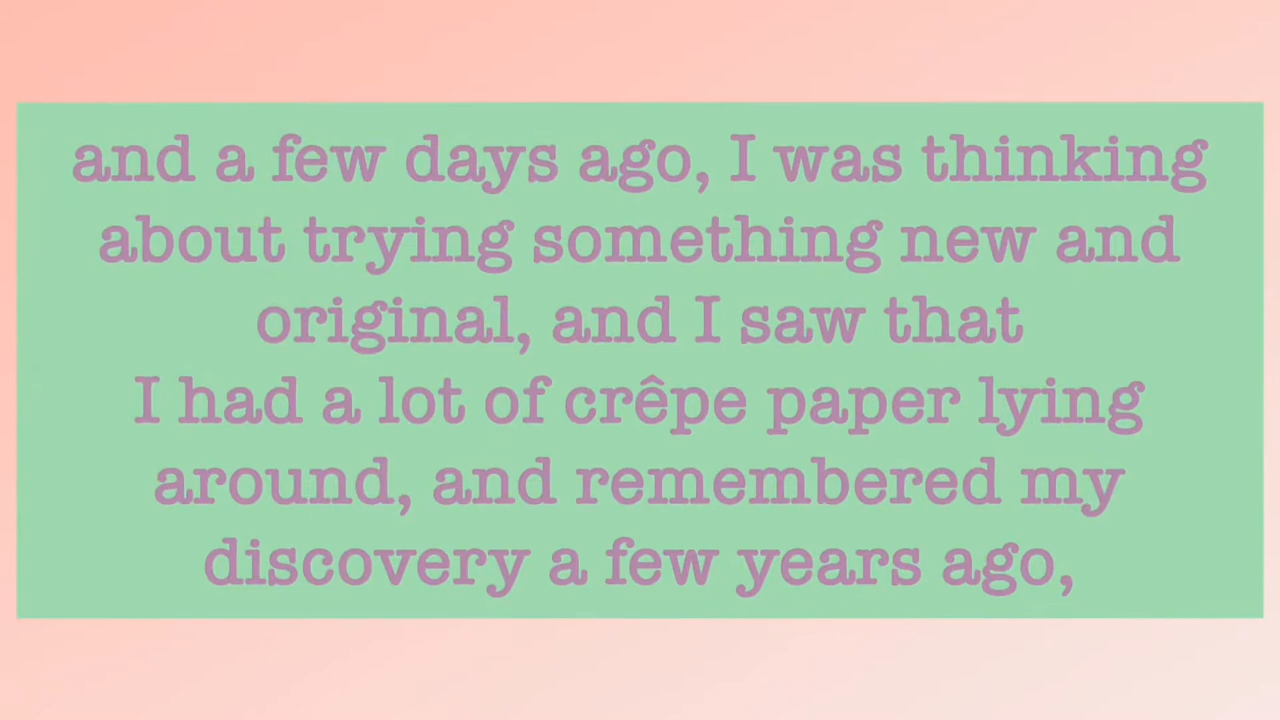 and a few days ago, I was thinking
about trying something new and
original, and I saw that
I had a lot of crêpe paper lying
around, and remembered my
discovery a few years ago,